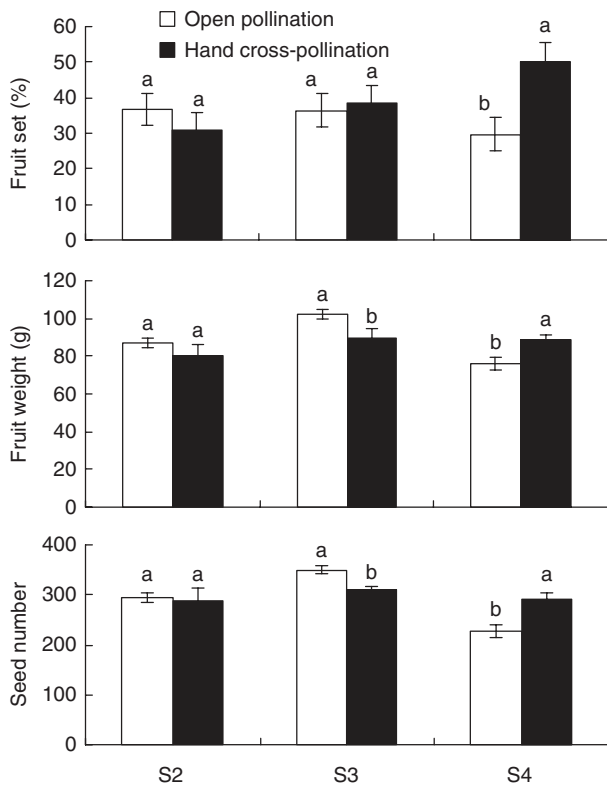 Open pollination
Hand cross-pollination
Fruit set (%)
60
50
40
30
20
10
0
a
a
a
a
b
a
Fruit weight (g)
120
100
80
60
40
20
0
a
a
a
b
b
a
Seed number
400
300
200
100
0
a
a
a
b
b
a
S2
S3
S4